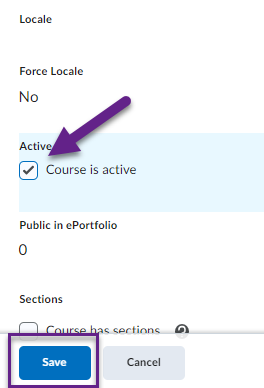 Locale
Force Locale
No
Active
Course is active
Public in ePortfolio
0
Sections
Course has sections
Save
Cancel